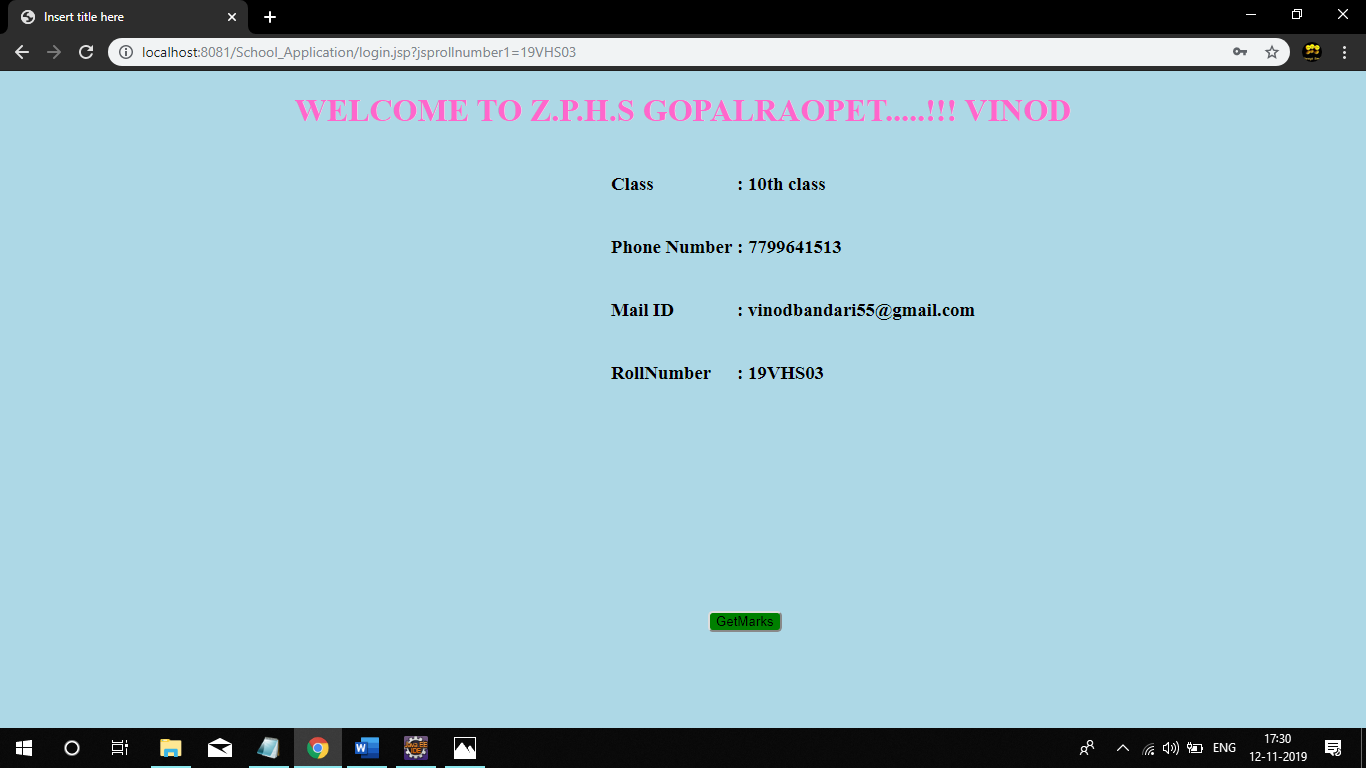 Insert title here
localhost:8081/School_Application/login.jsp?jsprollnumber1=19VHS03
WELCOME TO Z.P.H.S GOPALRAOPET.....!!! VINOD
Class : 10th class
Phone Number : 7799641513
Mail ID : vinodbandari55@gmail.com
RollNumber : 19VHS03
GetMarks
ENG
17:30
12-11-2019